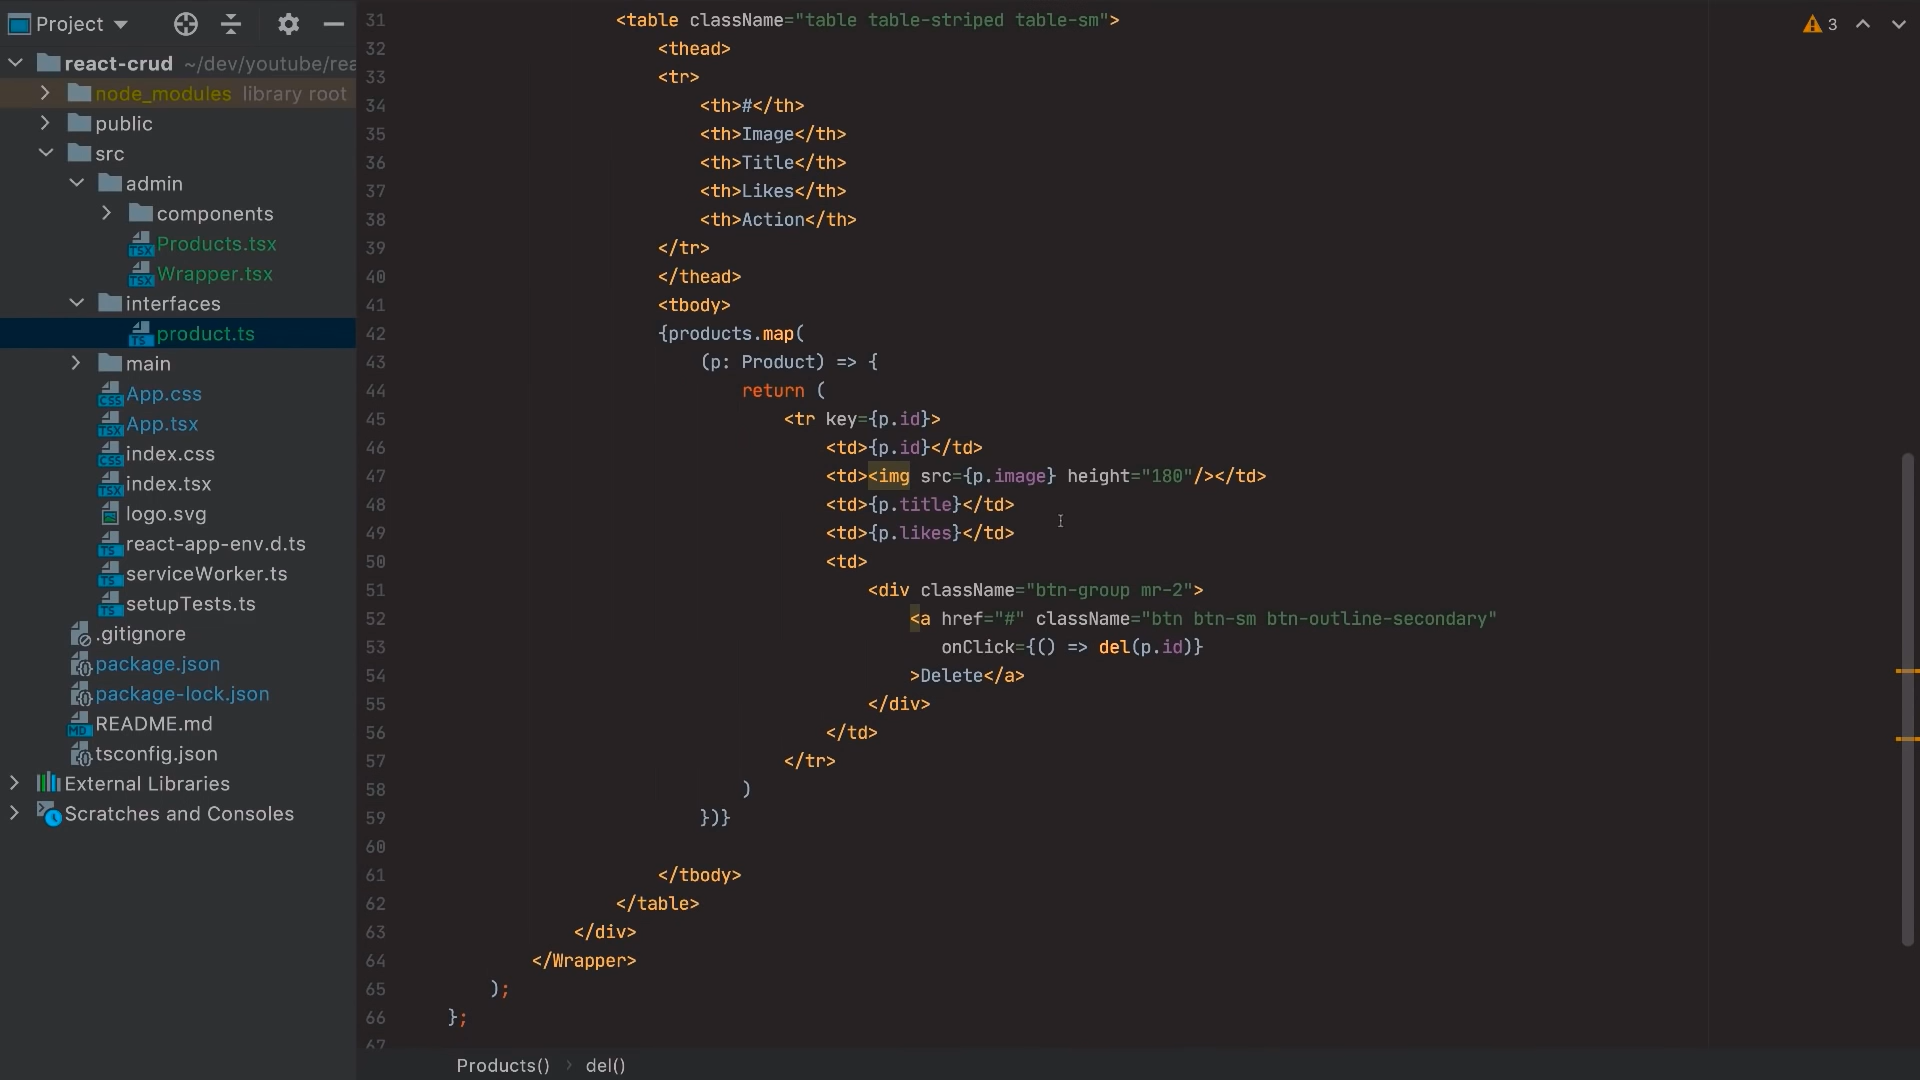 Project
react-crud ~/dev/youtube/rea
node_modules library root
public
src
admin
components
Products.tsx
Wrapper.tsx
interfaces
product.ts
main
App.css
App.tsx
index.css
index.tsx
logo.svg
react-app-env.d.ts
serviceWorker.ts
setupTests.ts
.gitignore
package.json
package-lock.json
README.md
tsconfig.json
External Libraries
Scratches and Consoles
3
31 <table className="table table-striped table-sm">
32 <thead>
33 <tr>
34 <th>#</th>
35 <th>Image</th>
36 <th>Title</th>
37 <th>Likes</th>
38 <th>Action</th>
39 </tr>
40 </thead>
41 <tbody>
42 {products.map(
43 (p: Product) => {
44 return (
45 <tr key={p.id}>
46 <td>{p.id}</td>
47 <td><img src={p.image} height="180"/></td>
48 <td>{p.title}</td>
49 <td>{p.likes}</td>
50 <td>
51 <div className="btn-group mr-2">
52 <a href="#" className="btn btn-sm btn-outline-secondary"
53 onClick={() => del(p.id)}
54 >Delete</a>
55 </div>
56 </td>
57 </tr>
58 )
59 })}
60
61 </tbody>
62 </table>
63 </div>
64 </Wrapper>
65 );
66 };
67
Products() > del()